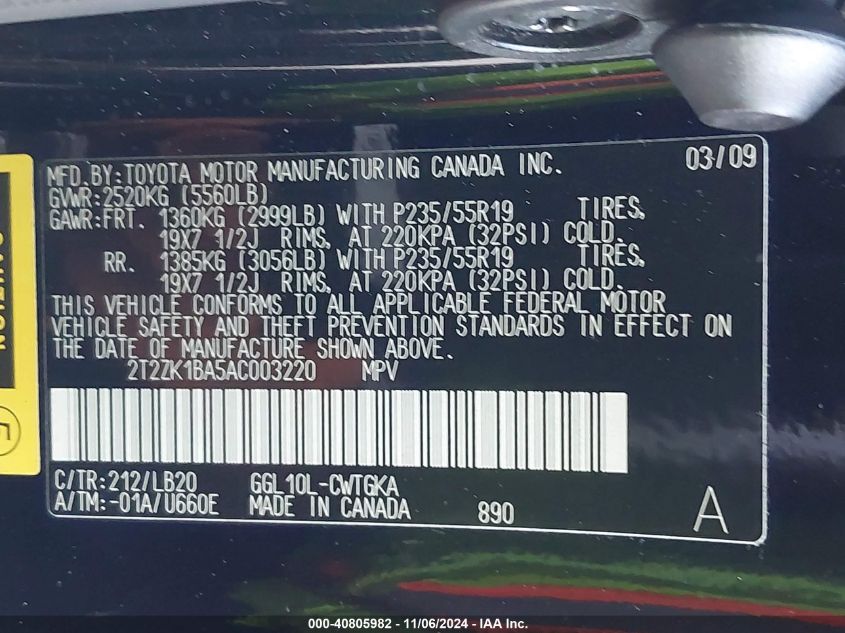 MFD.BY:TOYOTA MOTOR MANUFACTURING CANADA INC. 03/09
GVWR:2520KG (5560LB)
GAWR:FRT. 1360KG (2999LB) WITH P235/55R19 TIRES,
19X7 1/2J RIMS, AT 220KPA (32PSI) COLD.
RR. 1385KG (3056LB) WITH P235/55R19 TIRES,
19X7 1/2J RIMS, AT 220KPA (32PSI) COLD.
THIS VEHICLE CONFORMS TO ALL APPLICABLE FEDERAL MOTOR
VEHICLE SAFETY AND THEFT PREVENTION STANDARDS IN EFFECT ON
THE DATE OF MANUFACTURE SHOWN ABOVE.
2T2ZK1BA5AC003220 MPV
C/TR:212/LB20 GGL10L-CWTGKA
A/TM:-01A/U660E MADE IN CANADA 890 A
CAUTION
000-40805982 - 11/06/2024 - IAA Inc.